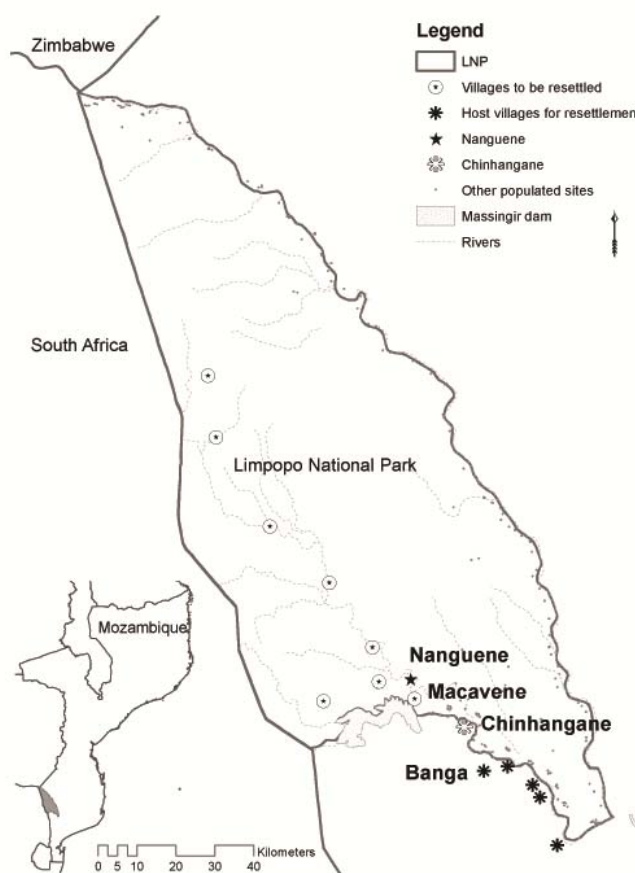 Zimbabwe
Legend
LNP
Villages to be resettled
Host villages for resettlemen
Nanguene
Chinhangane
Other populated sites
Massingir dam
Rivers
South Africa
Limpopo National Park
Mozambique
Nanguene
Macavene
Chinhangane
Banga
Kilometers
0 5 10 20 30 40